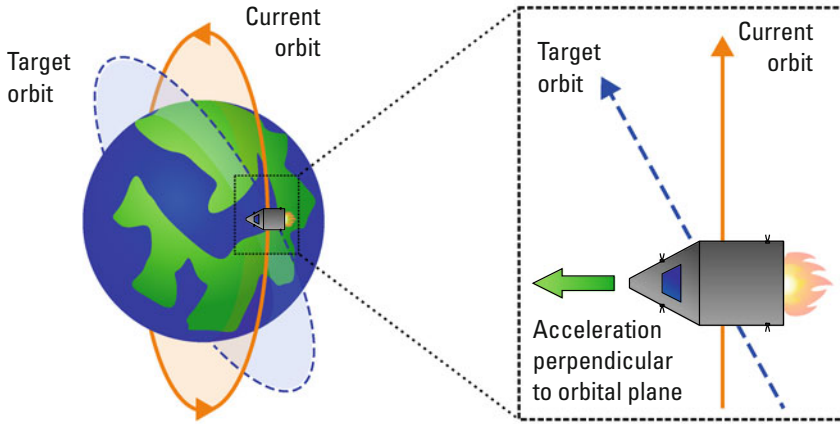 Current
orbit
Target
orbit
Target
orbit
Current
orbit
Acceleration
perpendicular
to orbital plane